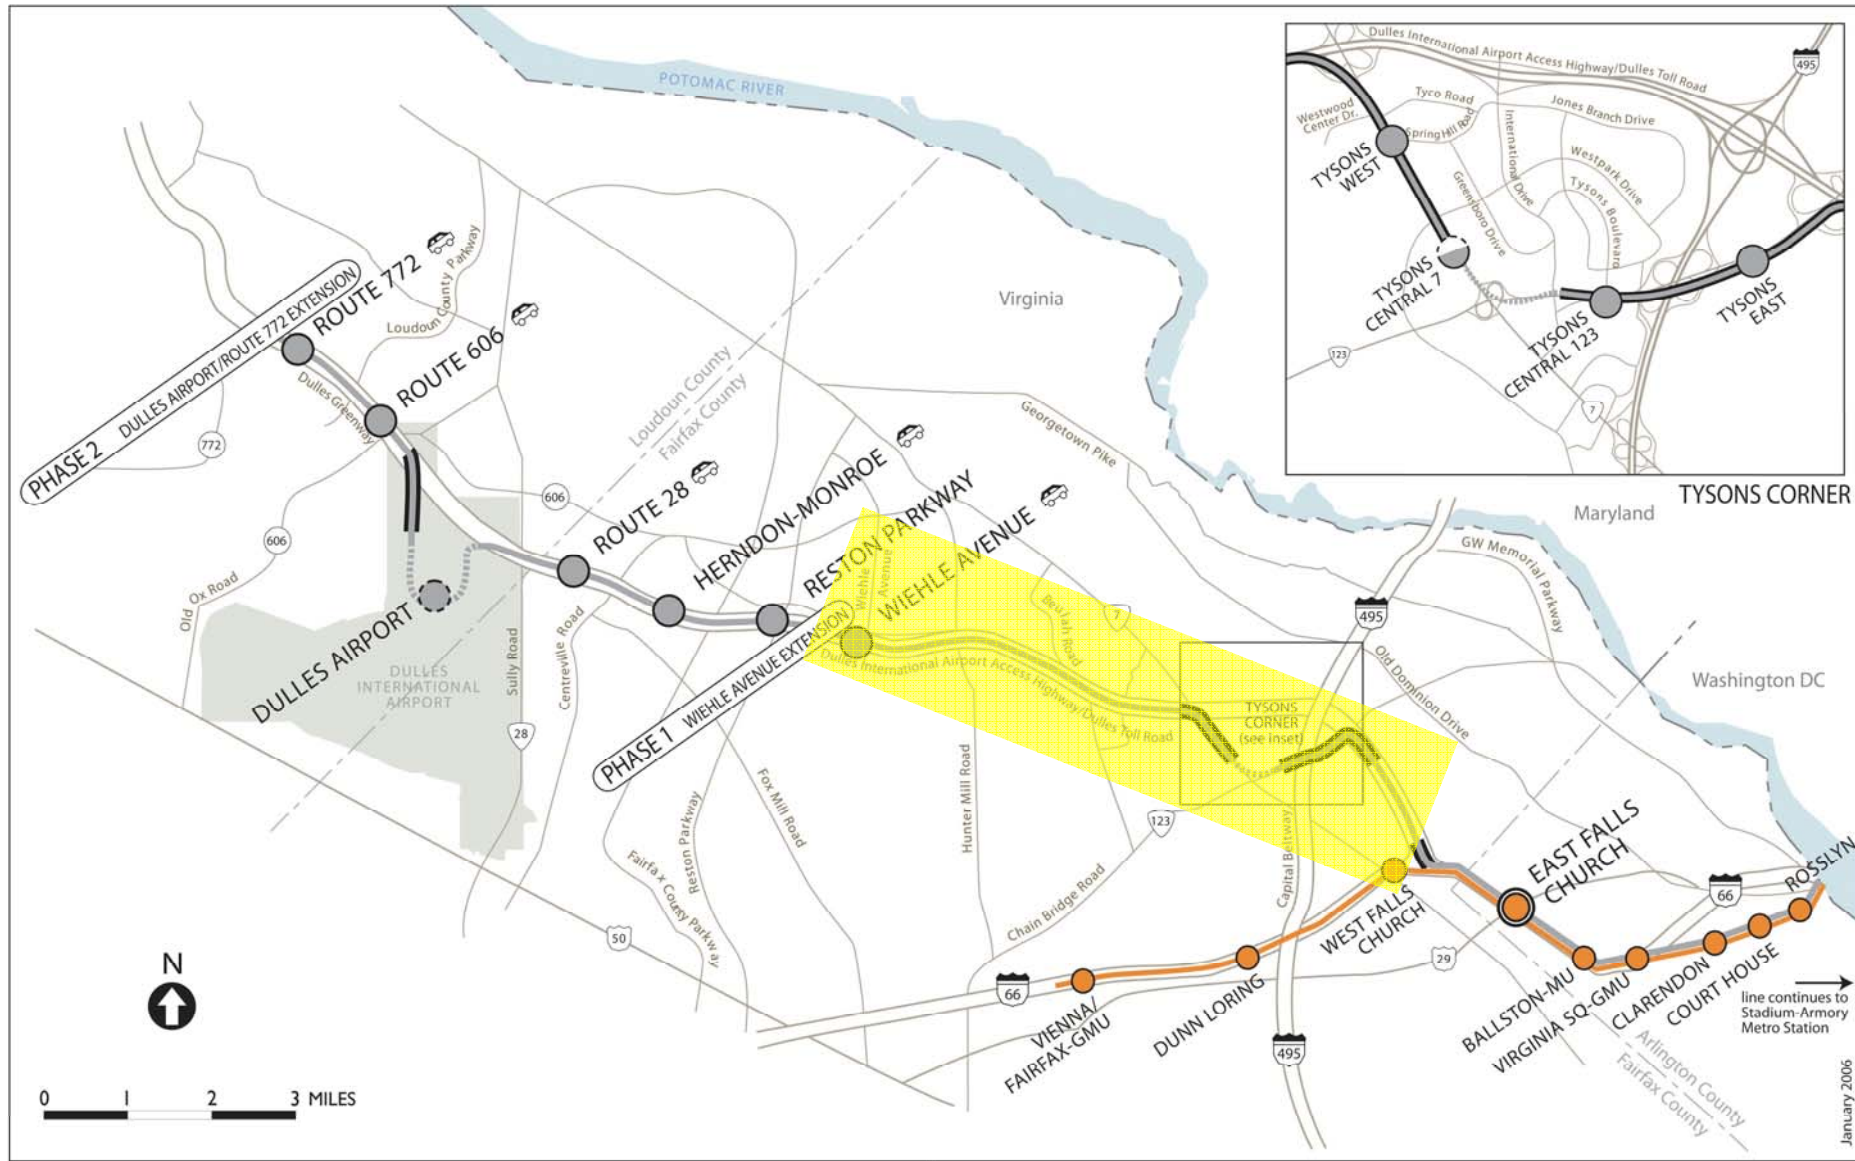 POTOMAC RIVER
Virginia
Maryland
Washington DC
Loudoun County
Fairfax County
PHASE 2 DULLES AIRPORT/ROUTE 772 EXTENSION
ROUTE 772
ROUTE 606
Loudoun County Parkway
Dulles Greenway
772
606
606
Old Ox Road
DULLES AIRPORT
DULLES
INTERNATIONAL
AIRPORT
Sully Road
28
Centreville Road
ROUTE 28
HERNDON-MONROE
RESTON PARKWAY
WIEHLE AVENUE
Wiehle
Avenue
PHASE 1 WIEHLE AVENUE EXTENSION
Dulles International Airport Access Highway/Dulles Toll Road
Beulah Road
7
Georgetown Pike
TYSONS
CORNER
(see inset)
495
Old Dominion Drive
GW Memorial Parkway
Fox Mill Road
Reston Parkway
Fairfax County Parkway
Hunter Mill Road
Chain Bridge Road
123
Capital Beltway
50
66
VIENNA/
FAIRFAX-GMU
DUNN LORING
495
WEST FALLS
CHURCH
29
EAST FALLS
CHURCH
66
BALLSTON-MU
VIRGINIA SQ-GMU
CLARENDON
COURT HOUSE
ROSSLYN
line continues to
Stadium-Armory
Metro Station
Arlington County
Fairfax County
January 2006
N
0 1 2 3 MILES
Dulles International Airport Access Highway/Dulles Toll Road
495
Westwood
Center Dr.
Tyco Road
Spring Hill Road
International Drive
Jones Branch Drive
Westpark Drive
Tysons Boulevard
Greensboro Drive
TYSONS
WEST
TYSONS
CENTRAL 7
TYSONS
CENTRAL 123
TYSONS
EAST
123
7
TYSONS CORNER